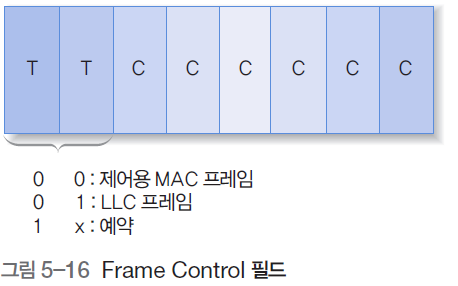 T T C C C C C C
0 0 : 제어용 MAC 프레임
0 1 : LLC 프레임
1 x : 예약
그림 5-16 Frame Control 필드